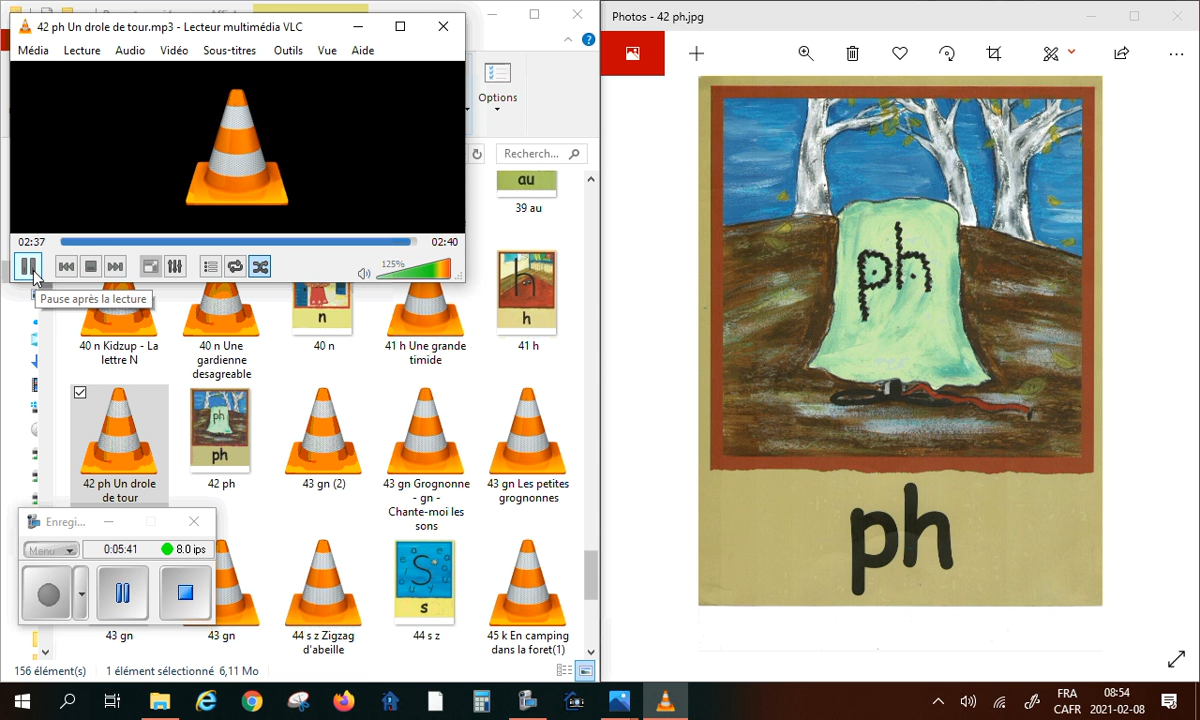 42 ph Un drole de tour.mp3 - Lecteur multimédia VLC
Média Lecture Audio Vidéo Sous-titres Outils Vue Aide
02:37
02:40
125%
Pause après la lecture
Options
Recherch...
au
39 au
n
h
40 n Kidzup - La lettre N
40 n Une gardienne desagreable
40 n
41 h Une grande timide
41 h
ph
ph
42 ph Un drole de tour
42 ph
43 gn (2)
43 gn Grognonne - gn - Chante-moi les sons
43 gn Les petites grognonnes
Enregi...
Menu
0:05:41
8.0 ips
S
s
43 gn
43 gn
44 s z Zigzag d'abeille
44 s z
45 k En camping dans la foret(1)
156 élément(s)
1 élément sélectionné 6,11 Mo
Photos - 42 ph.jpg
ph
ph
FRA
CAFR
08:54
2021-02-08